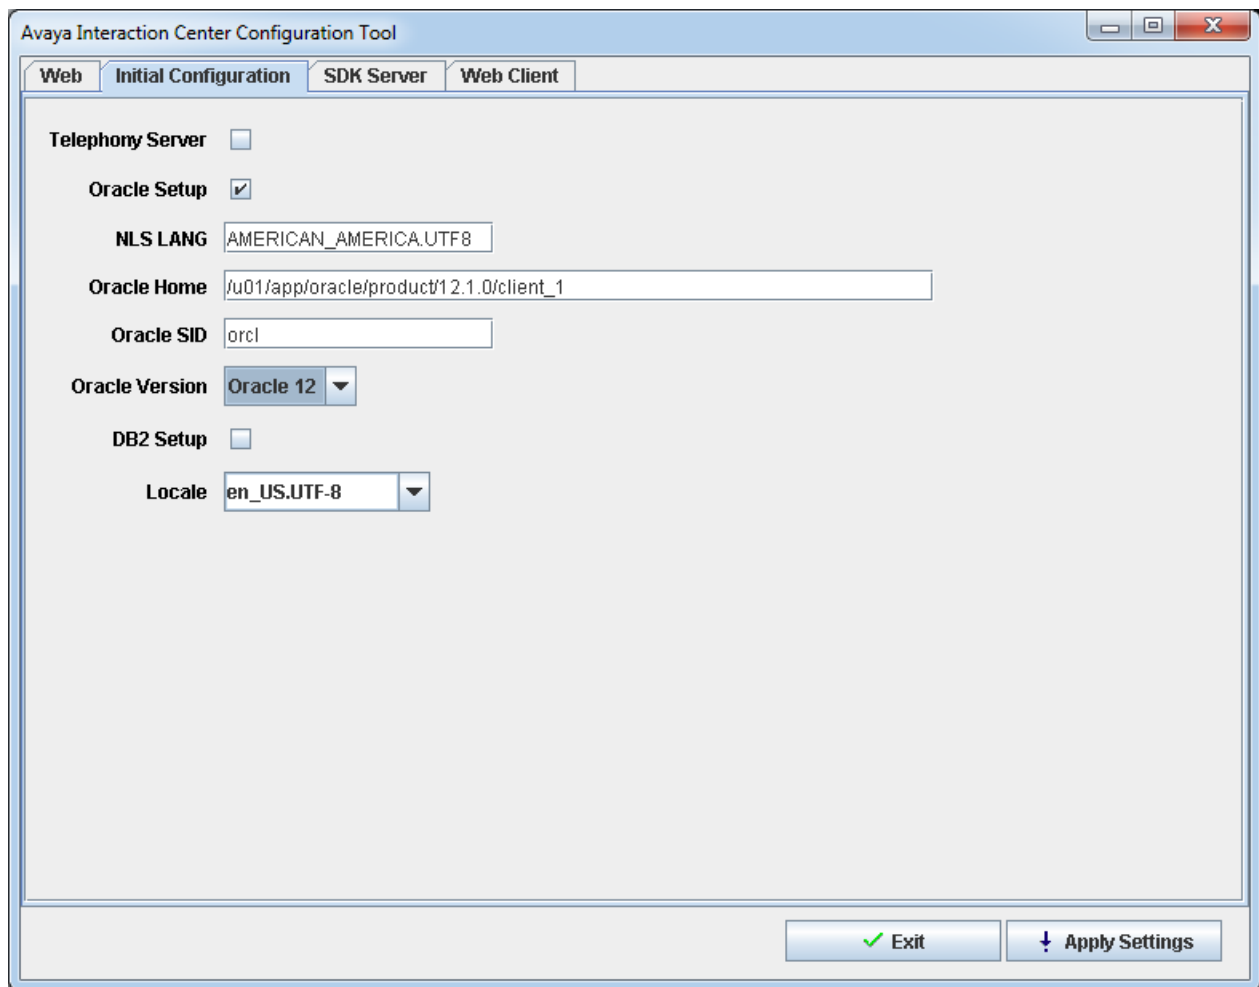 Avaya Interaction Center Configuration Tool
Web Initial Configuration SDK Server Web Client
Telephony Server
Oracle Setup
NLS LANG AMERICAN_AMERICA.UTF8
Oracle Home /u01/app/oracle/product/12.1.0/client_1
Oracle SID orcl
Oracle Version Oracle 12
DB2 Setup
Locale en_US.UTF-8
Exit Apply Settings